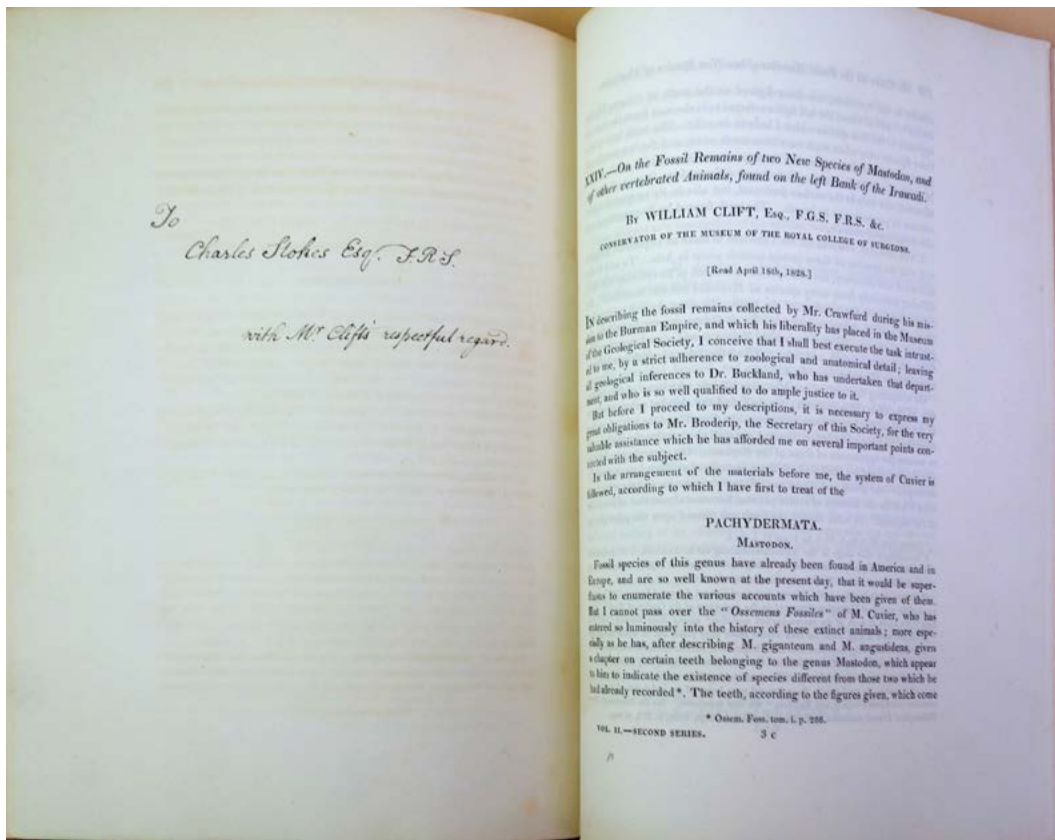 To
Charles Stokes Esqr. F.R.S.
with Mr Clift's respectful regard.
XXIV.—On the Fossil Remains of two New Species of Mastodon, and
of other vertebrated Animals, found on the left Bank of the Irawadi.
By WILLIAM CLIFT, Esq., F.G.S. F.R.S. &c.
CONSERVATOR OF THE MUSEUM OF THE ROYAL COLLEGE OF SURGEONS.
[Read April 18th, 1828.]
IN describing the fossil remains collected by Mr. Crawfurd during his mis-
sion to the Burman Empire, and which his liberality has placed in the Museum
of the Geological Society, I conceive that I shall best execute the task intrust-
ed to me, by a strict adherence to zoological and anatomical detail; leaving
all geological inferences to Dr. Buckland, who has undertaken that depart-
ment, and who is so well qualified to do ample justice to it.
But before I proceed to my descriptions, it is necessary to express my
great obligations to Mr. Broderip, the Secretary of this Society, for the very
valuable assistance which he has afforded me on several important points con-
nected with the subject.
In the arrangement of the materials before me, the system of Cuvier is
followed, according to which I have first to treat of the
PACHYDERMATA.
MASTODON.
Fossil species of this genus have already been found in America and in
Europe, and are so well known at the present day, that it would be super-
fluous to enumerate the various accounts which have been given of them.
But I cannot pass over the "Ossemens Fossiles" of M. Cuvier, who has
entered so luminously into the history of these extinct animals; more espe-
cially as he has, after describing M. giganteum and M. angustidens, given
a chapter on certain teeth belonging to the genus Mastodon, which appear
to him to indicate the existence of species different from those two which he
had already recorded*. The teeth, according to the figures given, which come
* Ossem. Foss. tom. i. p. 266.
VOL. II.—SECOND SERIES. 3 c